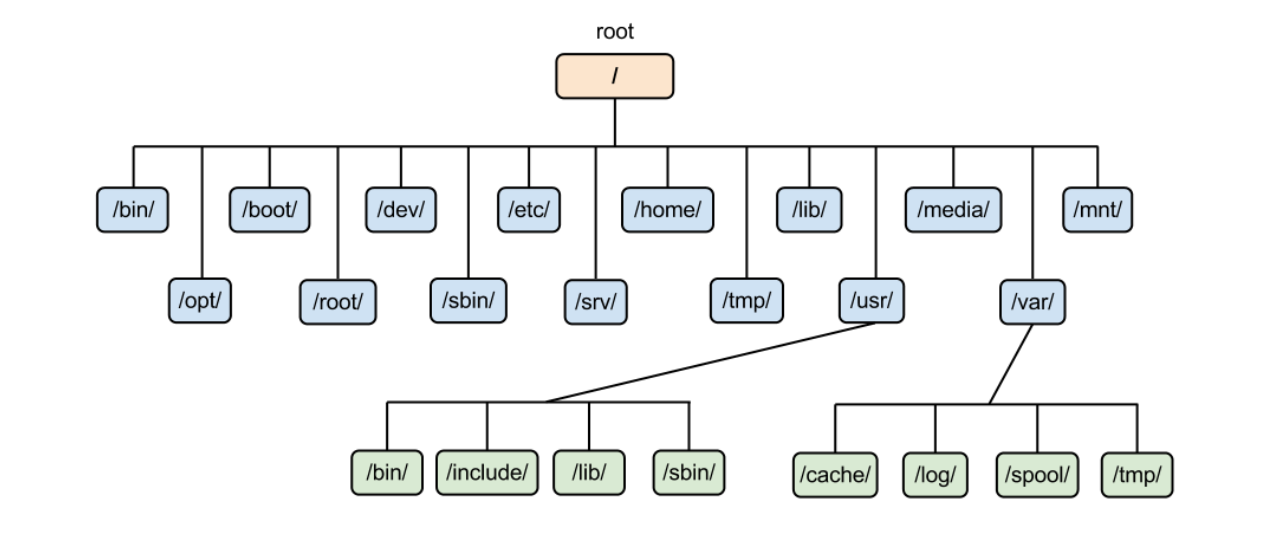 root
/
/bin/
/boot/
/dev/
/etc/
/home/
/lib/
/media/
/mnt/
/opt/
/root/
/sbin/
/srv/
/tmp/
/usr/
/var/
/bin/
/include/
/lib/
/sbin/
/cache/
/log/
/spool/
/tmp/